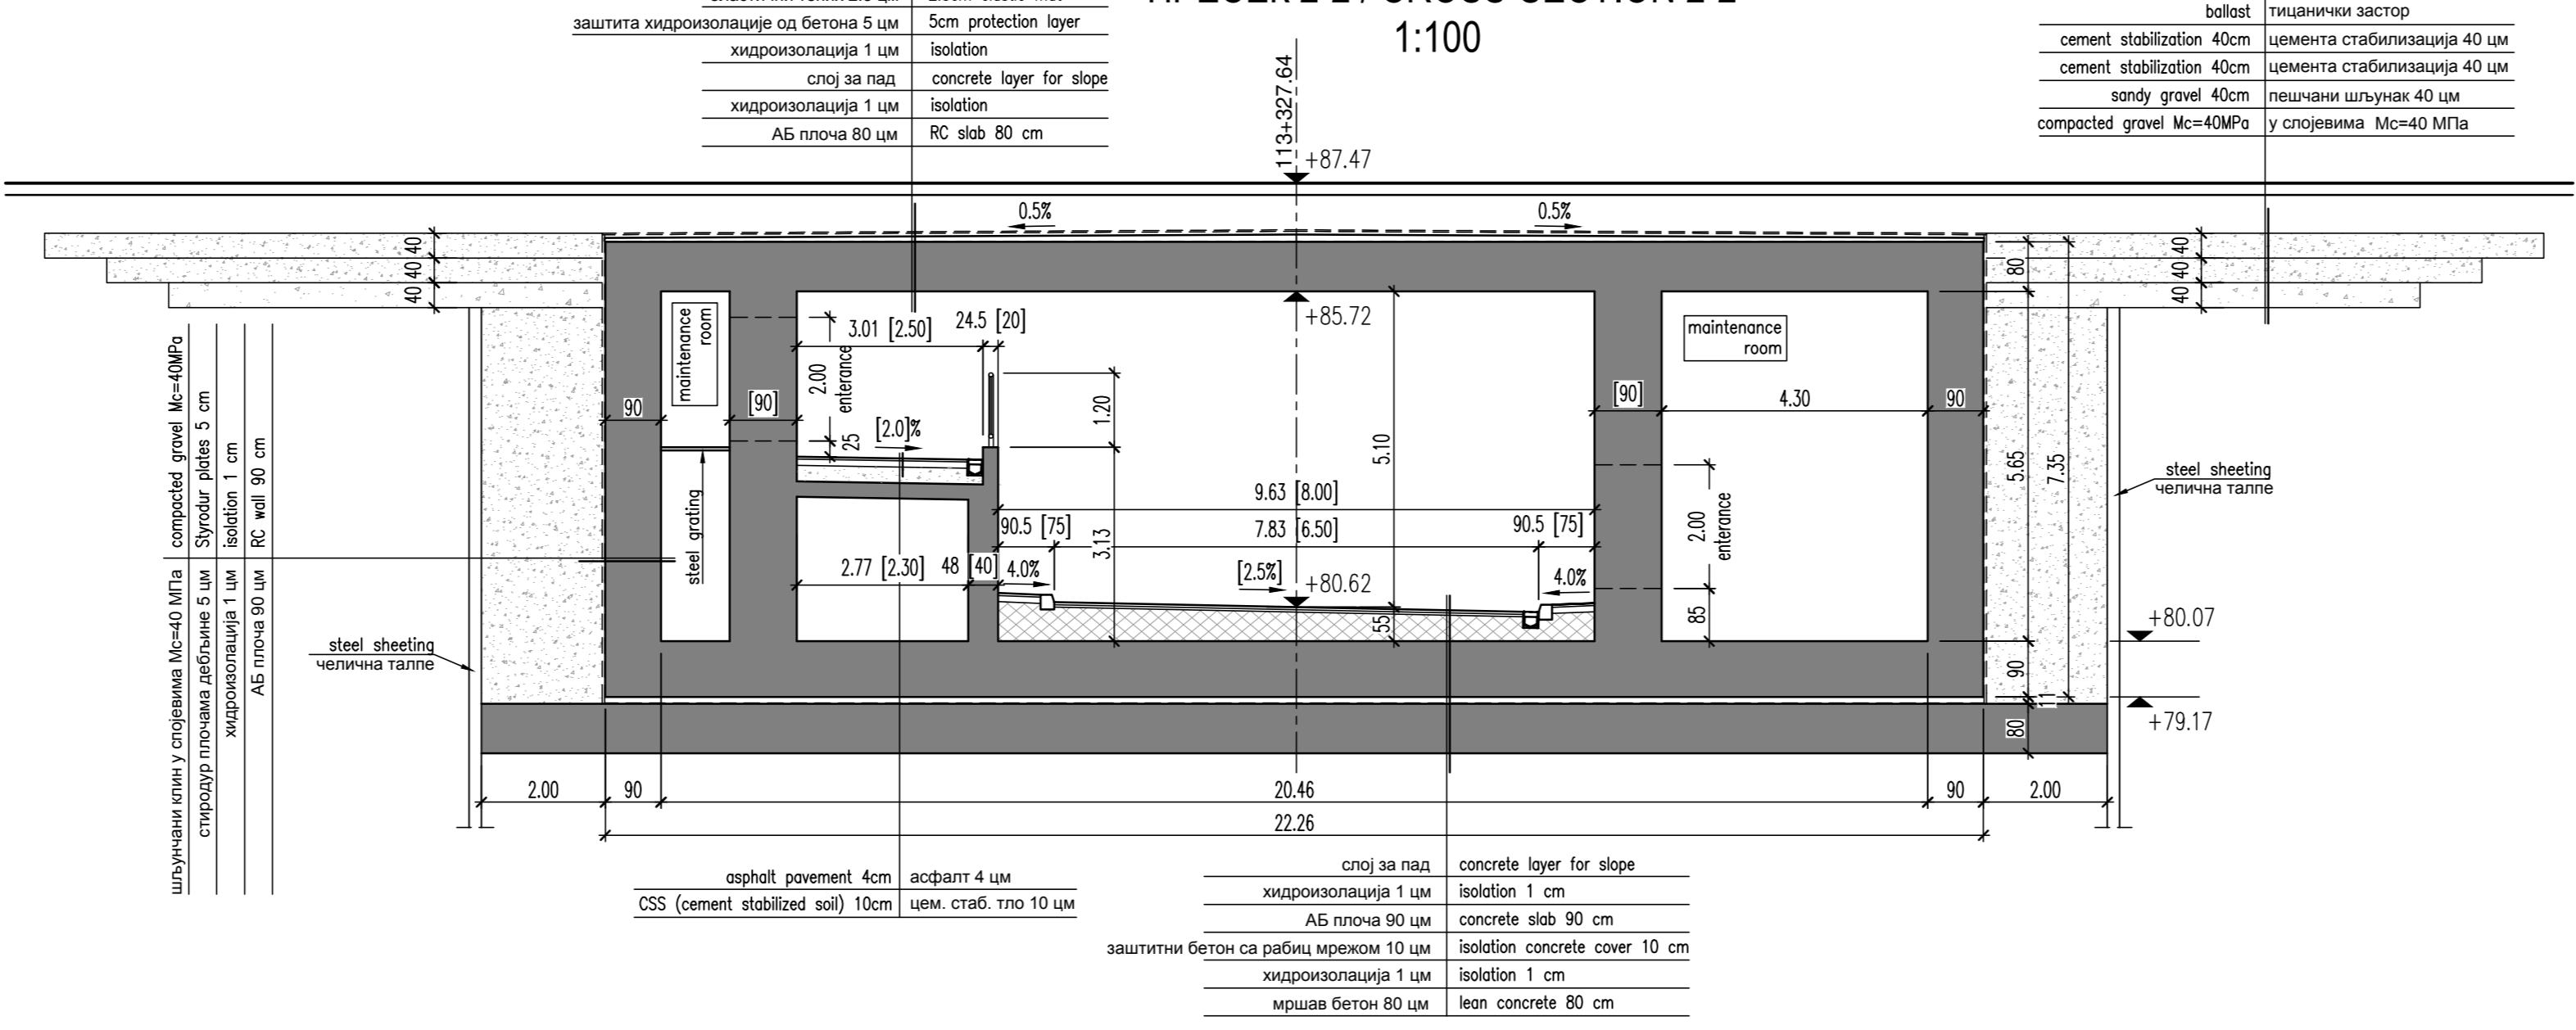 заштита хидроизолације од бетона 5 цм 5cm protection layer
хидроизолација 1 цм isolation
слој за пад concrete layer for slope
хидроизолација 1 цм isolation
АБ плоча 80 цм RC slab 80 cm
1:100
ballast тицанички застор
cement stabilization 40cm цемента стабилизација 40 цм
cement stabilization 40cm цемента стабилизација 40 цм
sandy gravel 40cm пешчани шљунак 40 цм
compacted gravel Mc=40MPa у слојевима Мс=40 МПа
113+327.64
+87.47
0.5%
0.5%
40
40
40
40
40
40
80
+85.72
maintenance
room
maintenance
room
3.01 [2.50]
24.5 [20]
2.00
enterance
25
[2.0]%
1.20
5.10
90
[90]
[90]
4.30
90
5.65
7.35
steel sheeting
челична талпе
steel grating
9.63 [8.00]
90.5 [75]
7.83 [6.50]
90.5 [75]
3.13
2.00
enterance
2.77 [2.30]
48 [40]
4.0%
[2.5%]
+80.62
4.0%
55
85
+80.07
90
11
+79.17
80
compacted gravel Mc=40MPa
Styrodur plates 5 cm
isolation 1 cm
RC wall 90 cm
шљунчани клин у спојевима Мс=40 МПа
стиродур плочама дебљине 5 цм
хидроизолација 1 цм
АБ плоча 90 цм
steel sheeting
челична талпе
2.00
90
20.46
90
2.00
22.26
asphalt pavement 4cm асфалт 4 цм
CSS (cement stabilized soil) 10cm цем. стаб. тло 10 цм
слој за пад concrete layer for slope
хидроизолација 1 цм isolation 1 cm
АБ плоча 90 цм concrete slab 90 cm
заштитни бетон са рабиц мрежом 10 цм isolation concrete cover 10 cm
хидроизолација 1 цм isolation 1 cm
мршав бетон 80 цм lean concrete 80 cm